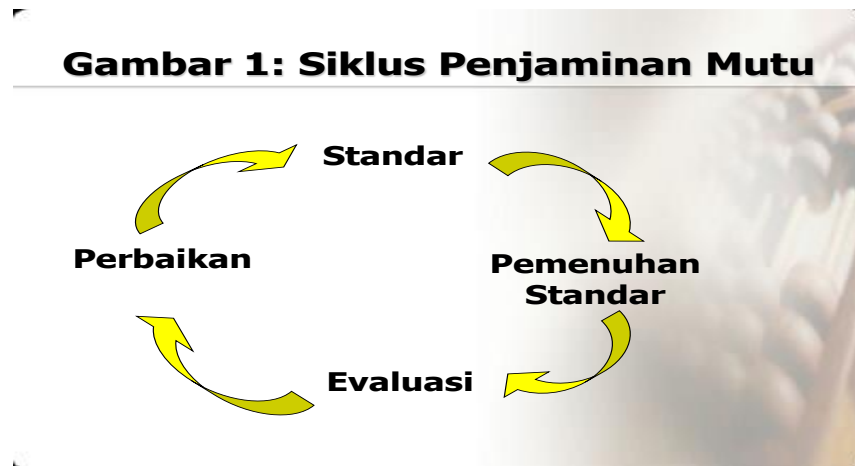 Gambar 1: Siklus Penjaminan Mutu
Standar
Pemenuhan
Standar
Evaluasi
Perbaikan